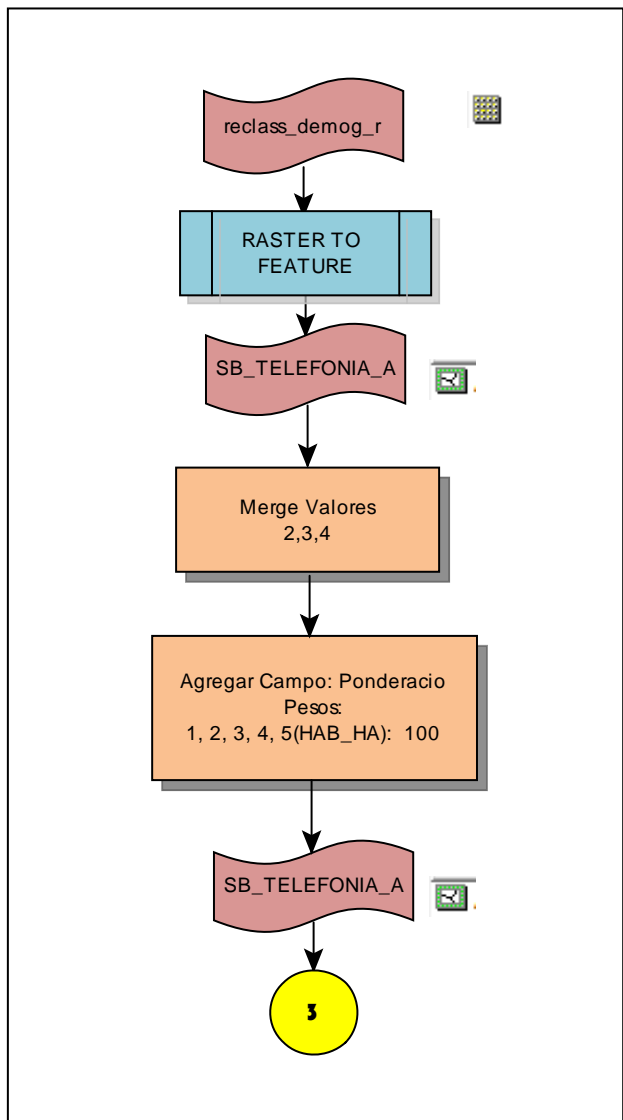 reclass_demog_r
RASTER TO
FEATURE
SB_TELEFONIA_A
Merge Valores
2,3,4
Agregar Campo: Ponderacio
Pesos:
1, 2, 3, 4, 5(HAB_HA): 100
SB_TELEFONIA_A
3